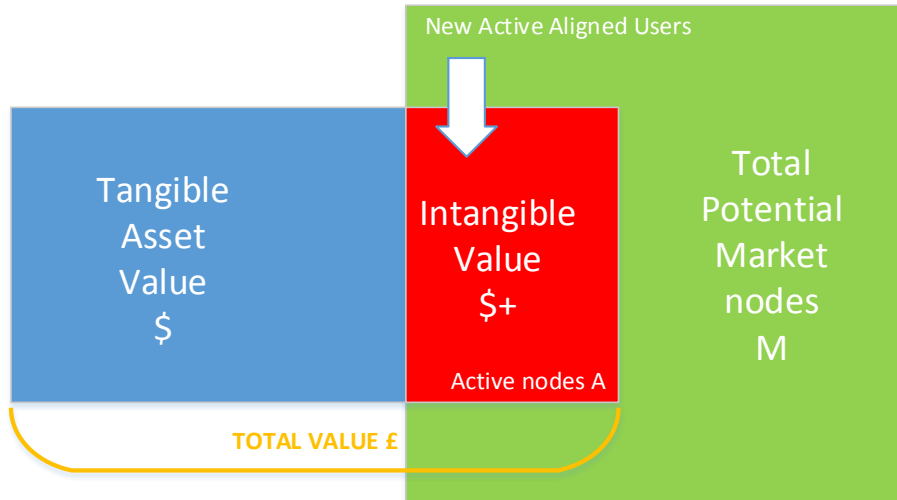 New Active Aligned Users
Tangible
Asset
Value
$
Intangible
Value
$+
Active nodes A
Total
Potential
Market
nodes
M
TOTAL VALUE £